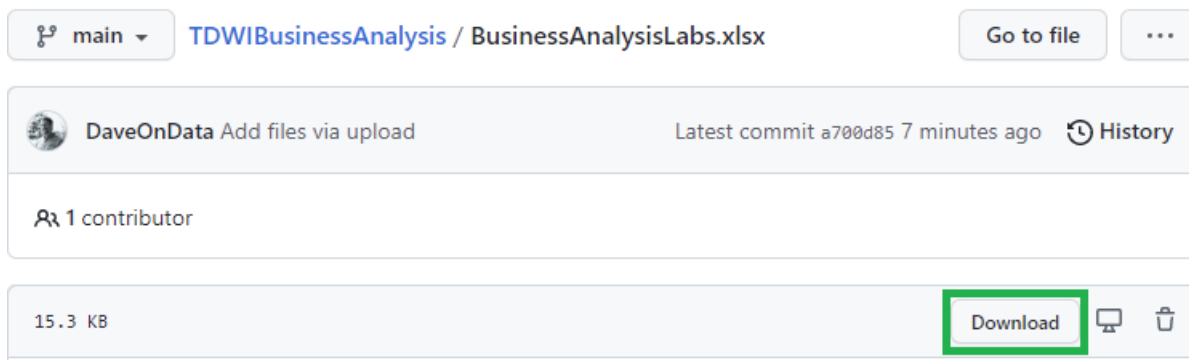 main
TDWIBusinessAnalysis / BusinessAnalysisLabs.xlsx
Go to file
...
DaveOnData Add files via upload
Latest commit a700d85 7 minutes ago
History
1 contributor
15.3 KB
Download